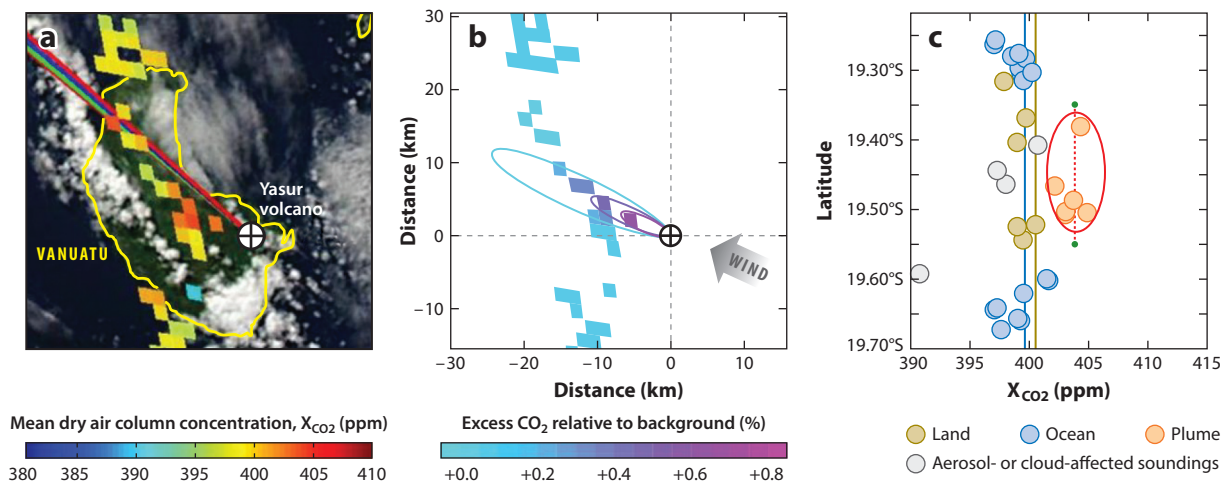 a
Yasur
volcano
VANUATU
Mean dry air column concentration, XCO2 (ppm)
380 385 390 395 400 405 410
b
30
20
10
0
−10
Distance (km)
WIND
−30 −20 −10 0 10
Distance (km)
Excess CO2 relative to background (%)
+0.0 +0.2 +0.4 +0.6 +0.8
c
19.30°S
19.40°S
19.50°S
19.60°S
19.70°S
Latitude
390 395 400 405 410 415
XCO2 (ppm)
Land Ocean Plume
Aerosol- or cloud-affected soundings